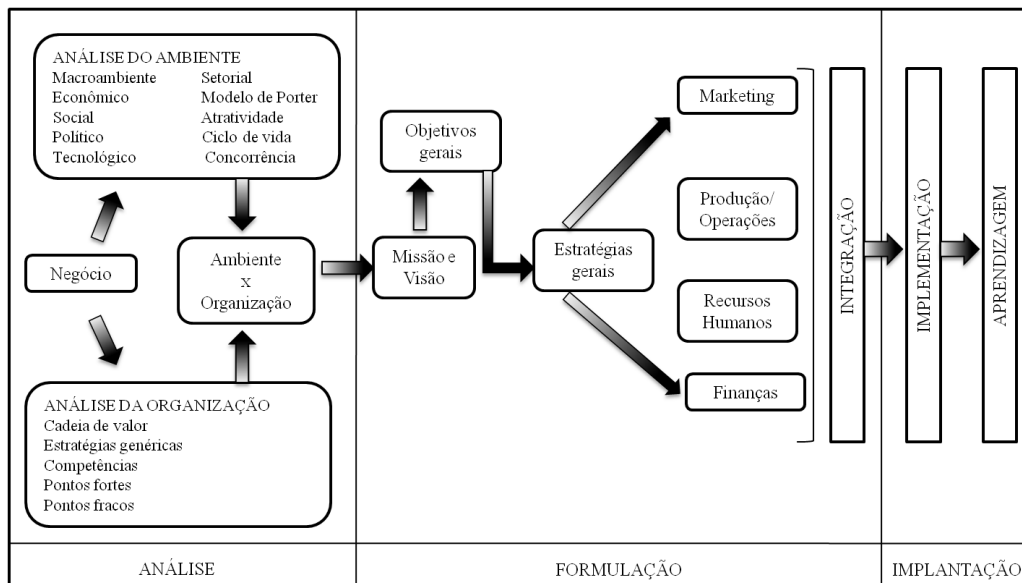 ANÁLISE DO AMBIENTE
Macroambiente
Econômico
Social
Político
Tecnológico
Setorial
Modelo de Porter
Atratividade
Ciclo de vida
Concorrência
Negócio
Ambiente
x
Organização
ANÁLISE DA ORGANIZAÇÃO
Cadeia de valor
Estratégias genéricas
Competências
Pontos fortes
Pontos fracos
Objetivos
gerais
Missão e
Visão
Estratégias
gerais
Marketing
Produção/
Operações
Recursos
Humanos
Finanças
INTEGRAÇÃO
IMPLEMENTAÇÃO
APRENDIZAGEM
ANÁLISE
FORMULAÇÃO
IMPLANTAÇÃO